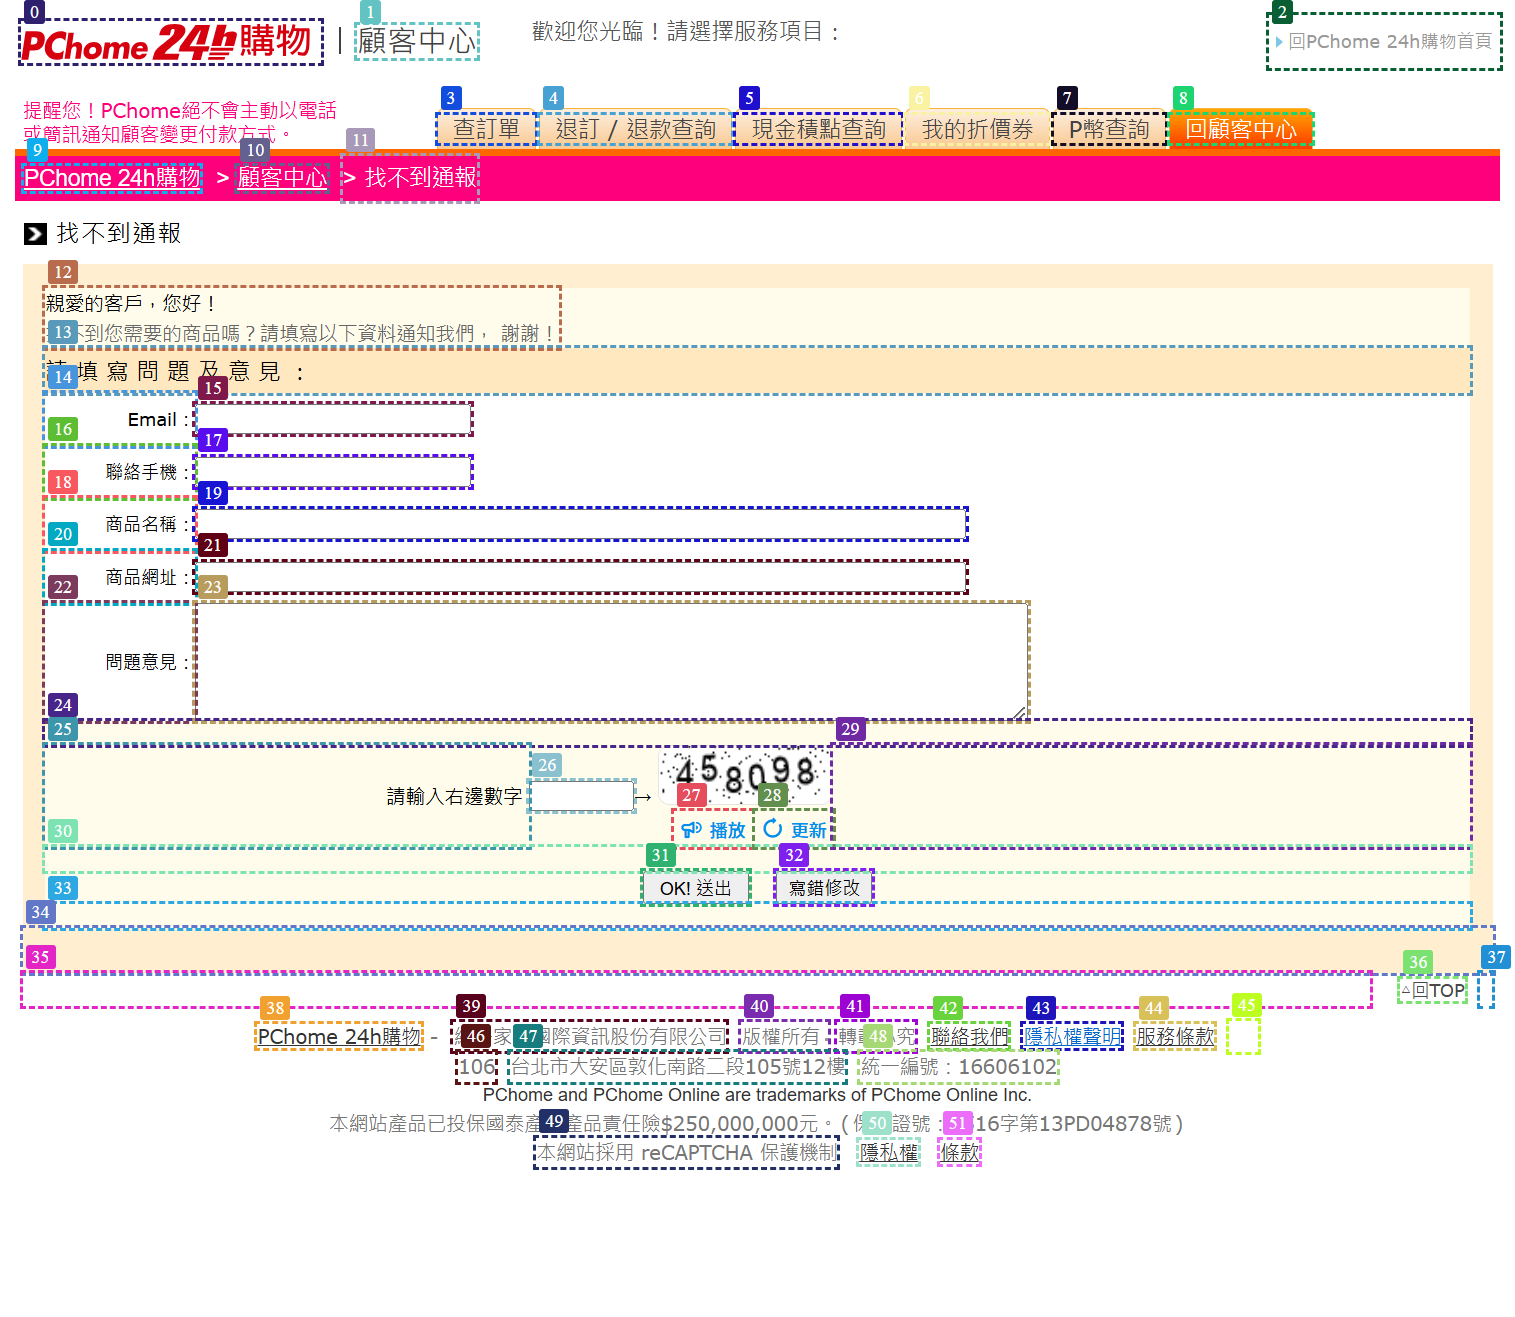 PChome 24h購物 | 顧客中心 歡迎您光臨！請選擇服務項目：
回PChome 24h購物首頁
提醒您！PChome絕不會主動以電話
或簡訊通知顧客變更付款方式。
查訂單 退訂 / 退款查詢 現金積點查詢 我的折價券 P幣查詢 回顧客中心
PChome 24h購物 > 顧客中心 > 找不到通報
找不到通報
親愛的客戶，您好！
不到您需要的商品嗎？請填寫以下資料通知我們， 謝謝！
填寫問題及意見：
Email：
聯絡手機：
商品名稱：
商品網址：
問題意見：
請輸入右邊數字 → 458098
播放 更新
OK! 送出 寫錯修改
△回TOP
PChome 24h購物 - 家 國際資訊股份有限公司 版權所有 轉 究 聯絡我們 隱私權聲明 服務條款
106 台北市大安區敦化南路二段105號12樓 統一編號：16606102
PChome and PChome Online are trademarks of PChome Online Inc.
本網站產品已投保國泰產 產品責任險$250,000,000元。(保 證號： 16字第13PD04878號)
本網站採用 reCAPTCHA 保護機制 隱私權 條款
0
1
2
3
4
5
6
7
8
9
10
11
12
13
14
15
16
17
18
19
20
21
22
23
24
25
26
27
28
29
30
31
32
33
34
35
36
37
38
39
40
41
42
43
44
45
46
47
48
49
50
51